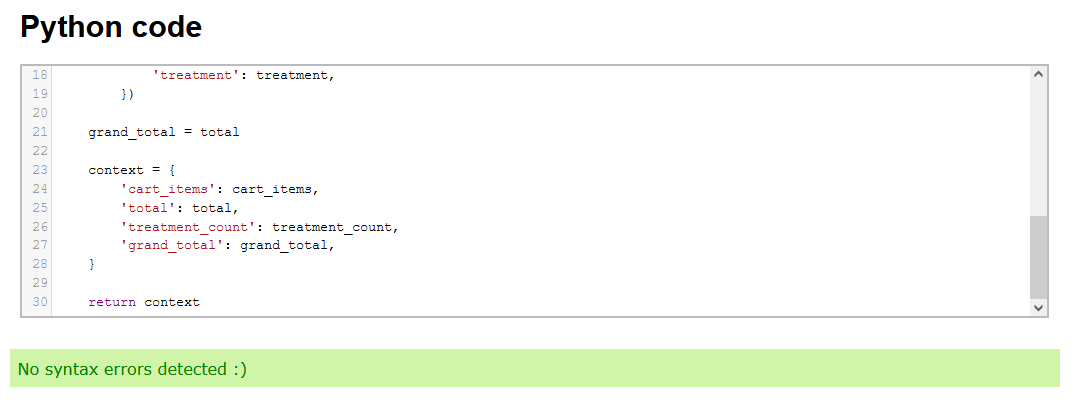 Python code
18             'treatment': treatment,
19         })
20
21     grand_total = total
22
23     context = {
24         'cart_items': cart_items,
25         'total': total,
26         'treatment_count': treatment_count,
27         'grand_total': grand_total,
28     }
29
30     return context
No syntax errors detected :)